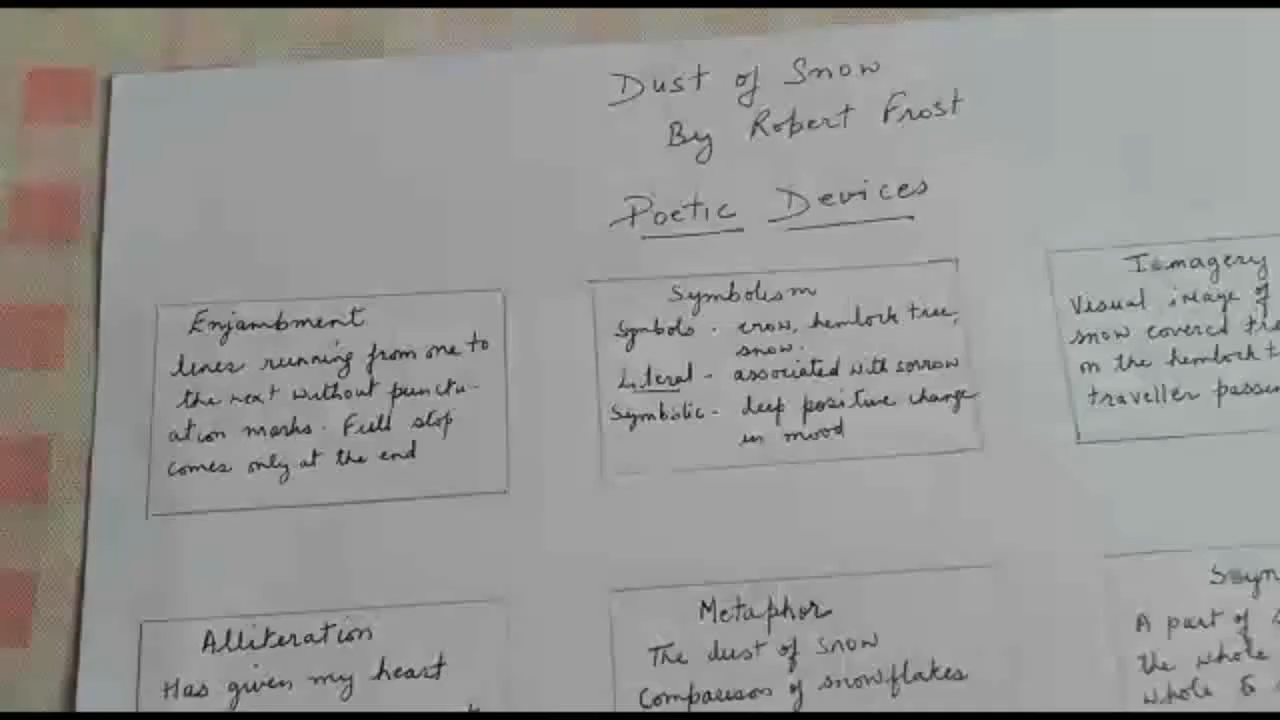 Dust of Snow
By Robert Frost
Poetic Devices
Enjambment
lines running from one to
the next without punctu-
ation marks. Full stop
comes only at the end
Symbolism
Symbols - crow, hemlock tree,
snow.
Literal - associated with sorrow
Symbolic - deep positive change
in mood
Imagery
Visual image of
snow covered
on the hemlock
traveller
Alliteration
Has given my heart
Metaphor
The dust of snow
Comparison of snowflakes
A part of
the whole
whole